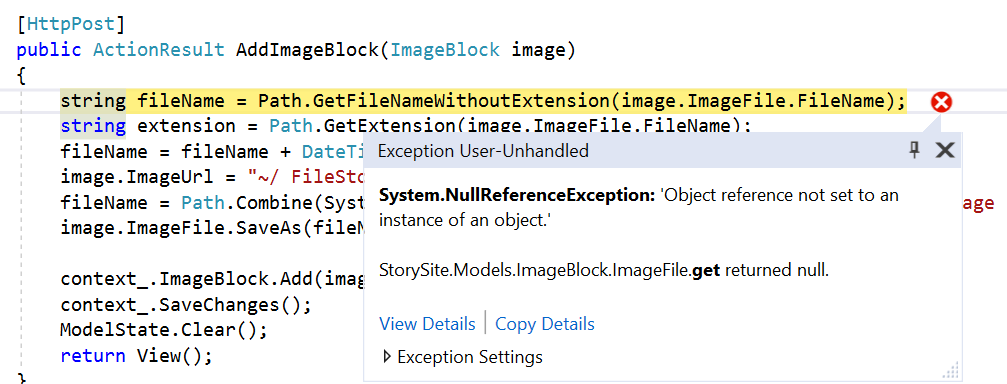 [HttpPost]
public ActionResult AddImageBlock(ImageBlock image)
{
string fileName = Path.GetFileNameWithoutExtension(image.ImageFile.FileName);
string extension = Path.GetExtension(image.ImageFile.FileName);
fileName = fileName + DateTi
image.ImageUrl = "~/ FileSto
fileName = Path.Combine(Syst age
image.ImageFile.SaveAs(fileN
context_.ImageBlock.Add(imag
context_.SaveChanges();
ModelState.Clear();
return View();
}
Exception User-Unhandled
System.NullReferenceException: 'Object reference not set to an
instance of an object.'
StorySite.Models.ImageBlock.ImageFile.get returned null.
View Details | Copy Details
Exception Settings